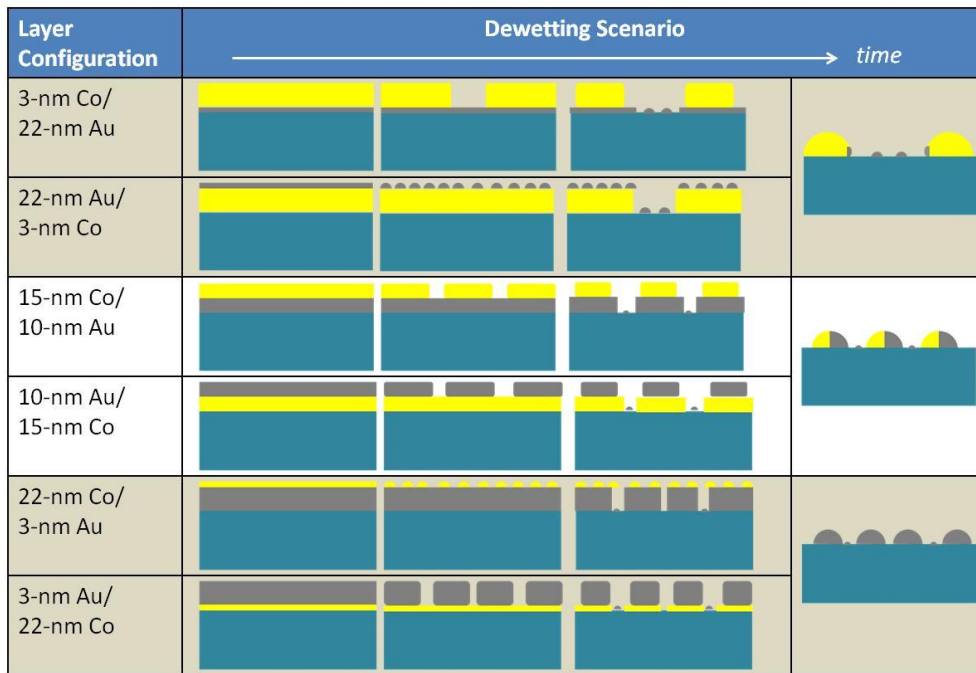 Layer
Configuration
Dewetting Scenario
time
3-nm Co/
22-nm Au
22-nm Au/
3-nm Co
15-nm Co/
10-nm Au
10-nm Au/
15-nm Co
22-nm Co/
3-nm Au
3-nm Au/
22-nm Co